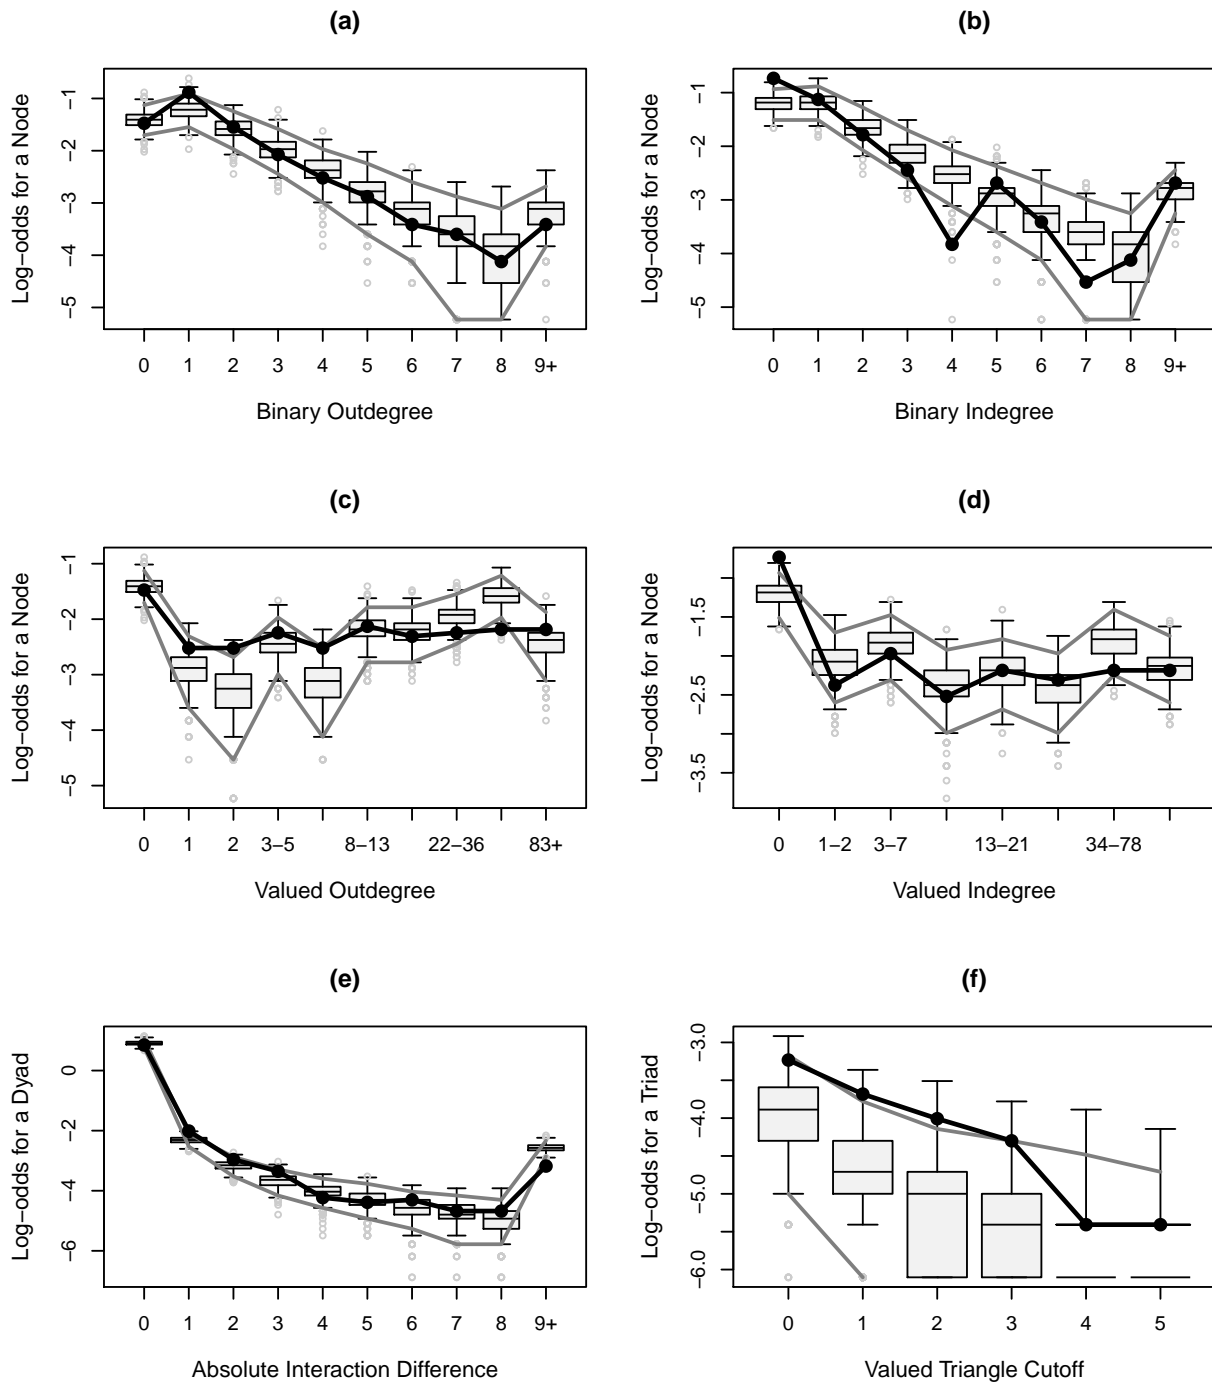 (a)
Log−odds for a Node
−1
−2
−3
−4
−5
0 1 2 3 4 5 6 7 8 9+
Binary Outdegree
(b)
Log−odds for a Node
−1
−2
−3
−4
−5
0 1 2 3 4 5 6 7 8 9+
Binary Indegree
(c)
Log−odds for a Node
−1
−2
−3
−4
−5
0 1 2 3−5 8−13 22−36 83+
Valued Outdegree
(d)
Log−odds for a Node
−1.5
−2.5
−3.5
0 1−2 3−7 13−21 34−78
Valued Indegree
(e)
Log−odds for a Dyad
0
−2
−4
−6
0 1 2 3 4 5 6 7 8 9+
Absolute Interaction Difference
(f)
Log−odds for a Triad
−3.0
−4.0
−5.0
−6.0
0 1 2 3 4 5
Valued Triangle Cutoff